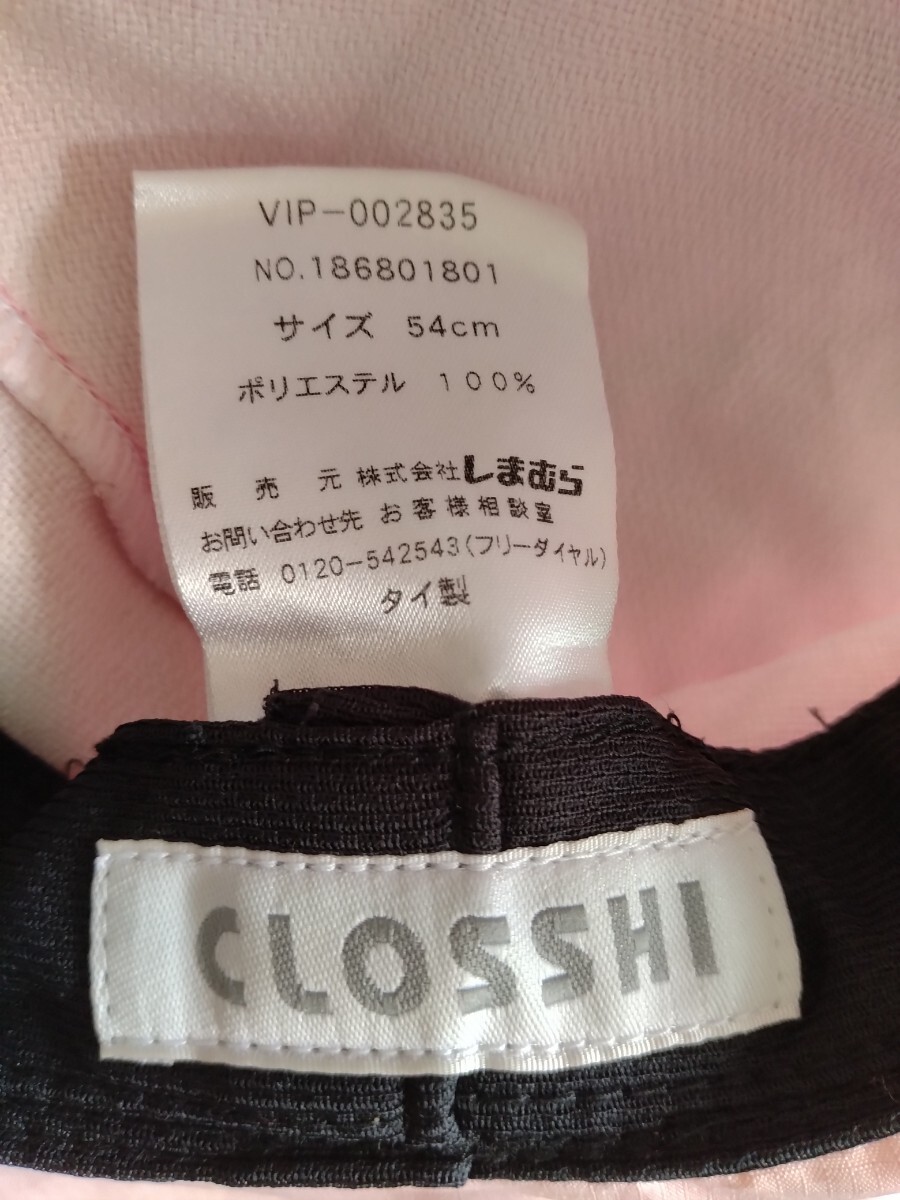 VIP-002835
NO.186801801
サイズ 54cm
ポリエステル 100%
販売元 株式会社しまむら
お問い合わせ先 お客様相談室
電話 0120-542543(フリーダイヤル)
タイ製
CLOSSHI